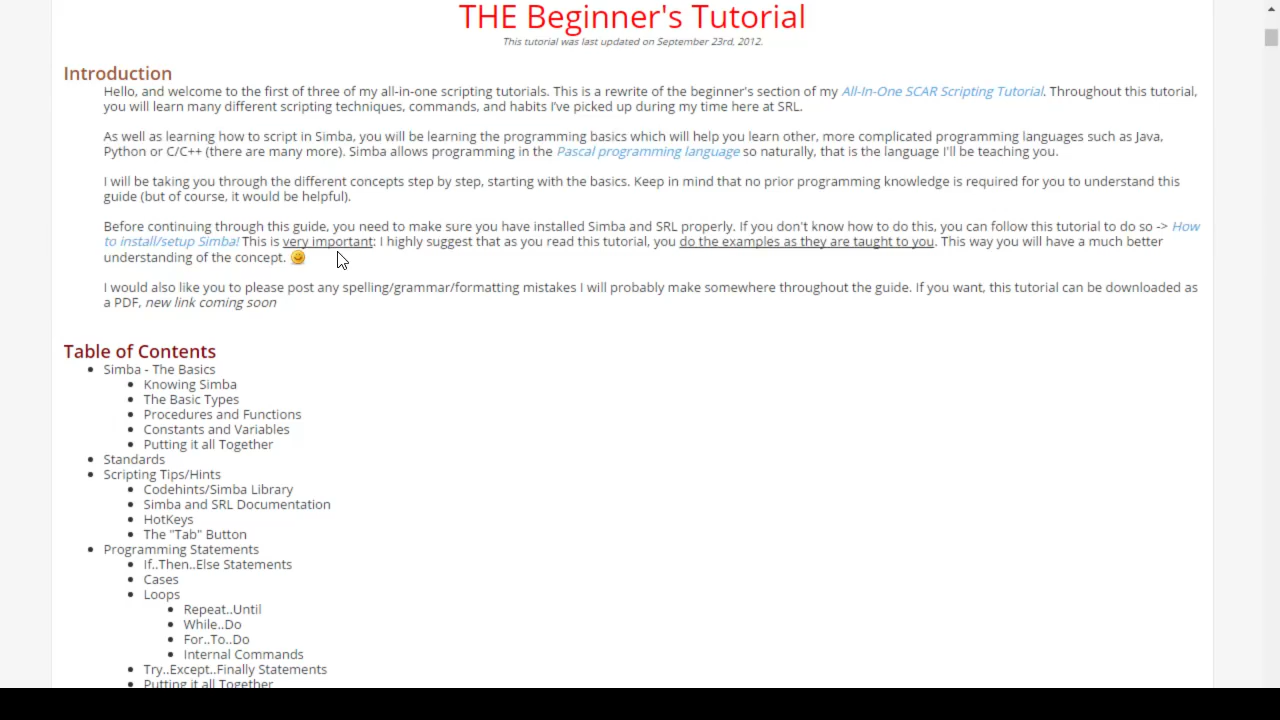 THE Beginner's Tutorial
This tutorial was last updated on September 23rd, 2012.
Introduction
Hello, and welcome to the first of three of my all-in-one scripting tutorials. This is a rewrite of the beginner's section of my All-In-One SCAR Scripting Tutorial. Throughout this tutorial,
you will learn many different scripting techniques, commands, and habits I've picked up during my time here at SRL.
As well as learning how to script in Simba, you will be learning the programming basics which will help you learn other, more complicated programming languages such as Java,
Python or C/C++ (there are many more). Simba allows programming in the Pascal programming language so naturally, that is the language I'll be teaching you.
I will be taking you through the different concepts step by step, starting with the basics. Keep in mind that no prior programming knowledge is required for you to understand this
guide (but of course, it would be helpful).
Before continuing through this guide, you need to make sure you have installed Simba and SRL properly. If you don't know how to do this, you can follow this tutorial to do so -> How
to install/setup Simba! This is very important: I highly suggest that as you read this tutorial, you do the examples as they are taught to you. This way you will have a much better
understanding of the concept.
I would also like you to please post any spelling/grammar/formatting mistakes I will probably make somewhere throughout the guide. If you want, this tutorial can be downloaded as
a PDF, new link coming soon
Table of Contents
Simba - The Basics
Knowing Simba
The Basic Types
Procedures and Functions
Constants and Variables
Putting it all Together
Standards
Scripting Tips/Hints
Codehints/Simba Library
Simba and SRL Documentation
HotKeys
The "Tab" Button
Programming Statements
If..Then..Else Statements
Cases
Loops
Repeat..Until
While..Do
For..To..Do
Internal Commands
Try..Except..Finally Statements
Putting it all Together